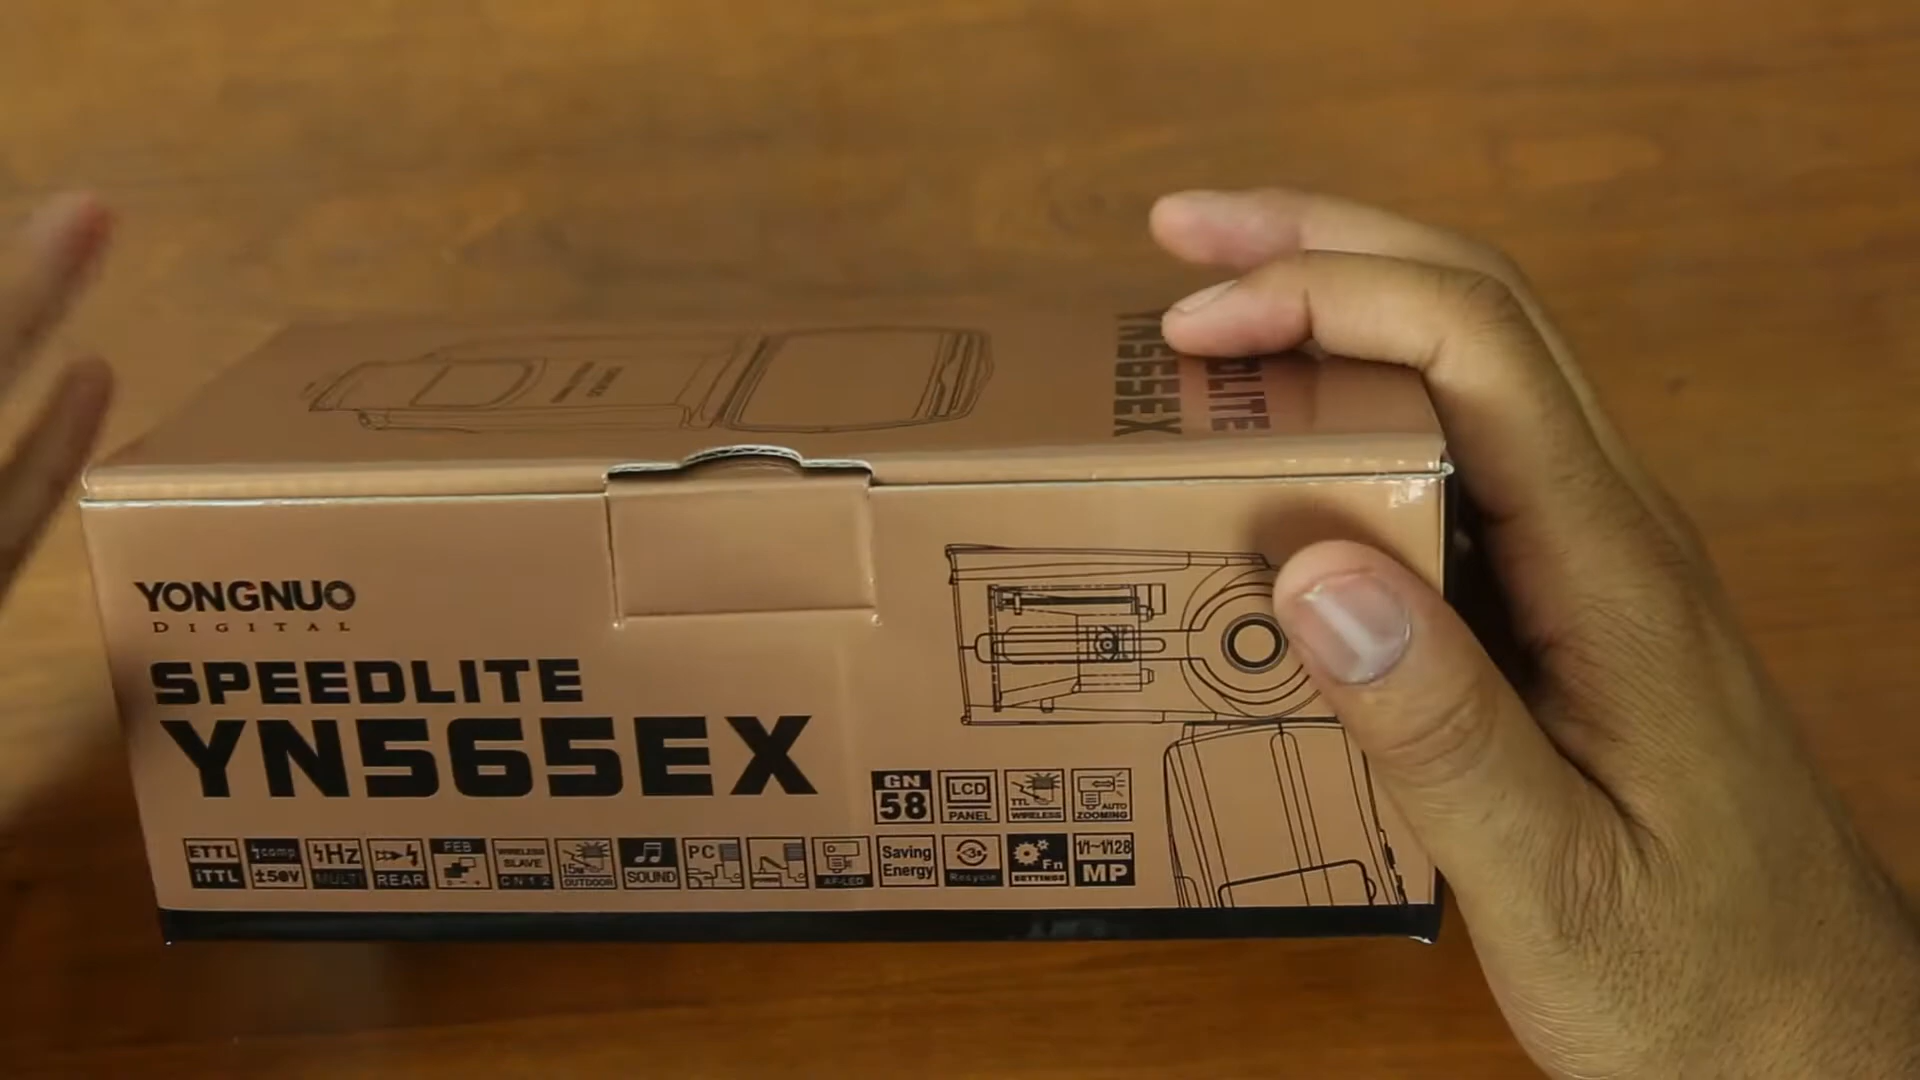 YN565EX
YONGNUO
DIGITAL
SPEEDLITE
YN565EX
GN
58
LCD
PANEL
TTL
WIRELESS
AUTO
ZOOMING
ETTL
iTTL
comp
±50V
Hz
MULTI
REAR
FEB
WIRELESS
SLAVE
15m
OUTDOOR
SOUND
PC
AF-LED
Saving
Energy
<3s
Recycle
Fn
SETTINGS
1/1~1/128
MP